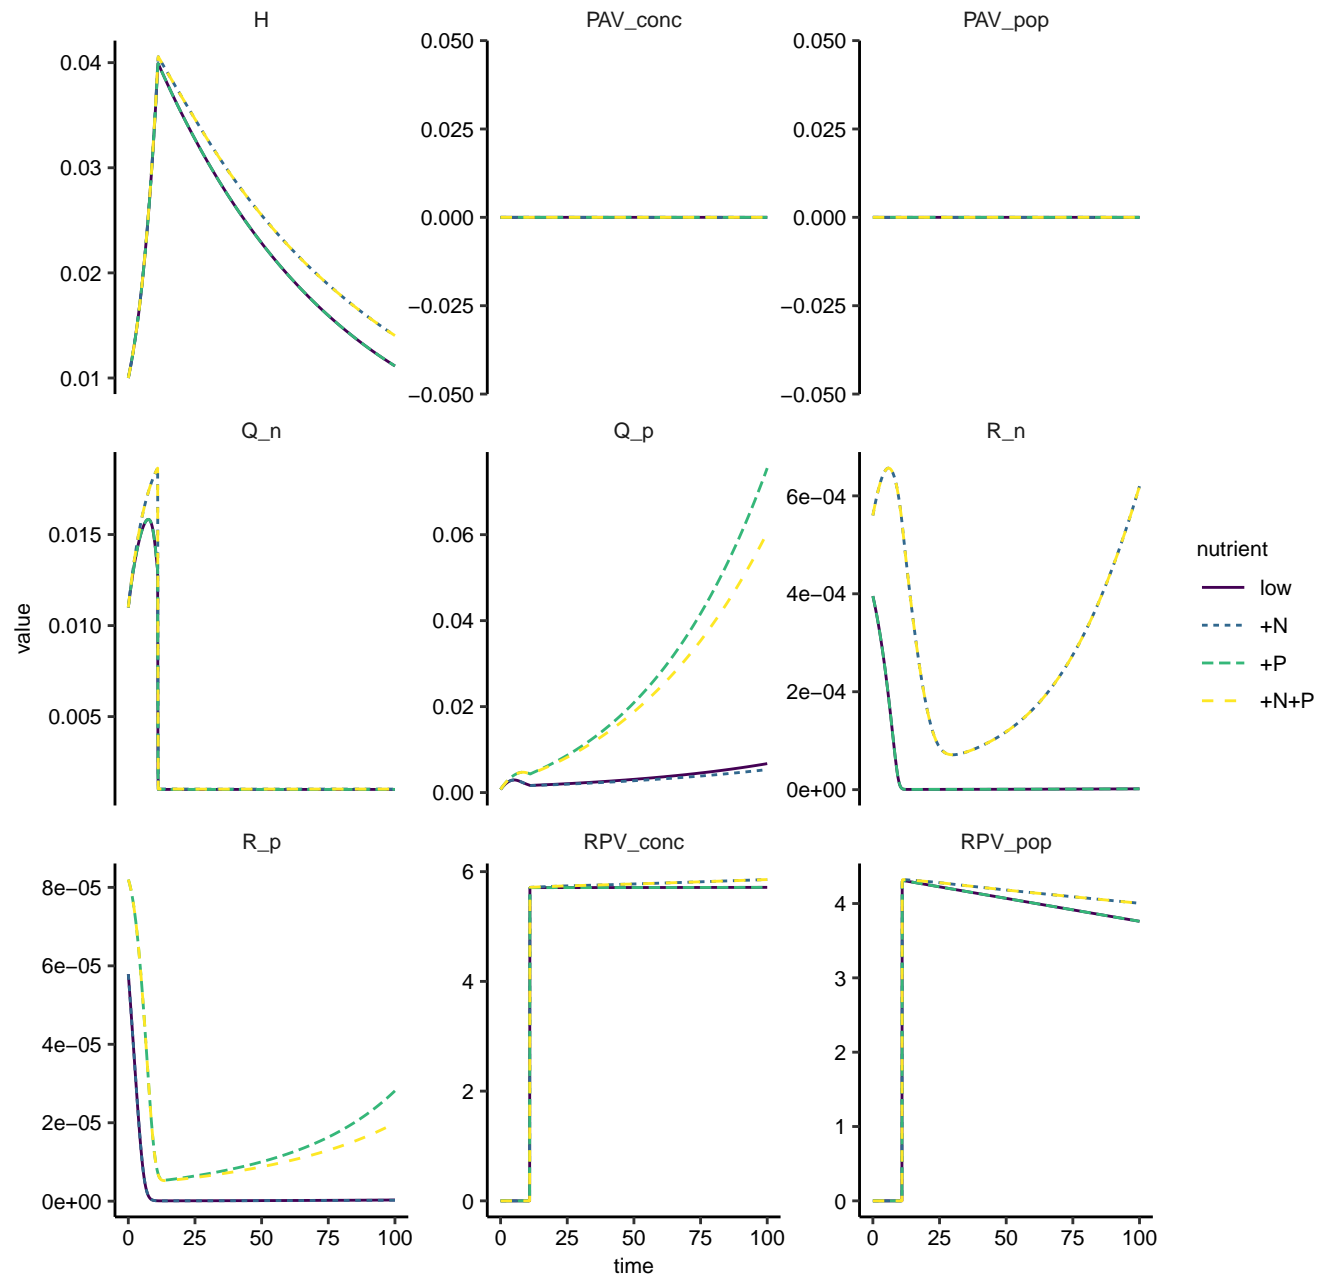 H
PAV_conc
PAV_pop
0.04
0.03
0.02
0.01
0.050
0.025
0.000
−0.025
−0.050
0.050
0.025
0.000
−0.025
−0.050
Q_n
Q_p
R_n
0.015
0.010
0.005
0.06
0.04
0.02
0.00
6e−04
4e−04
2e−04
0e+00
value
nutrient
low
+N
+P
+N+P
R_p
RPV_conc
RPV_pop
8e−05
6e−05
4e−05
2e−05
0e+00
6
4
2
0
4
3
2
1
0
0 25 50 75 100
0 25 50 75 100
0 25 50 75 100
time